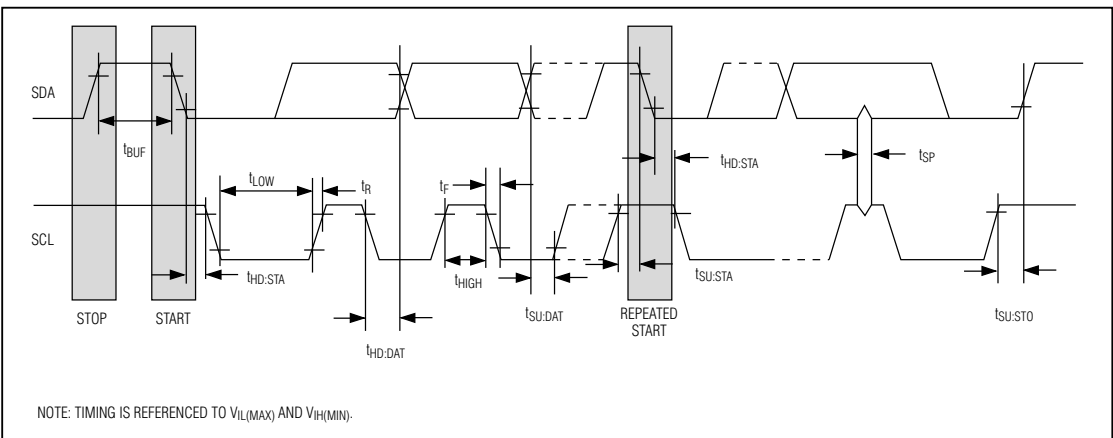 SDA
tBUF
tLOW
tR
tF
tHD:STA
tSP
SCL
tHD:STA
tHIGH
tSU:STA
tSU:DAT
tSU:STO
STOP
START
REPEATED
START
tHD:DAT
NOTE: TIMING IS REFERENCED TO VIL(MAX) AND VIH(MIN).